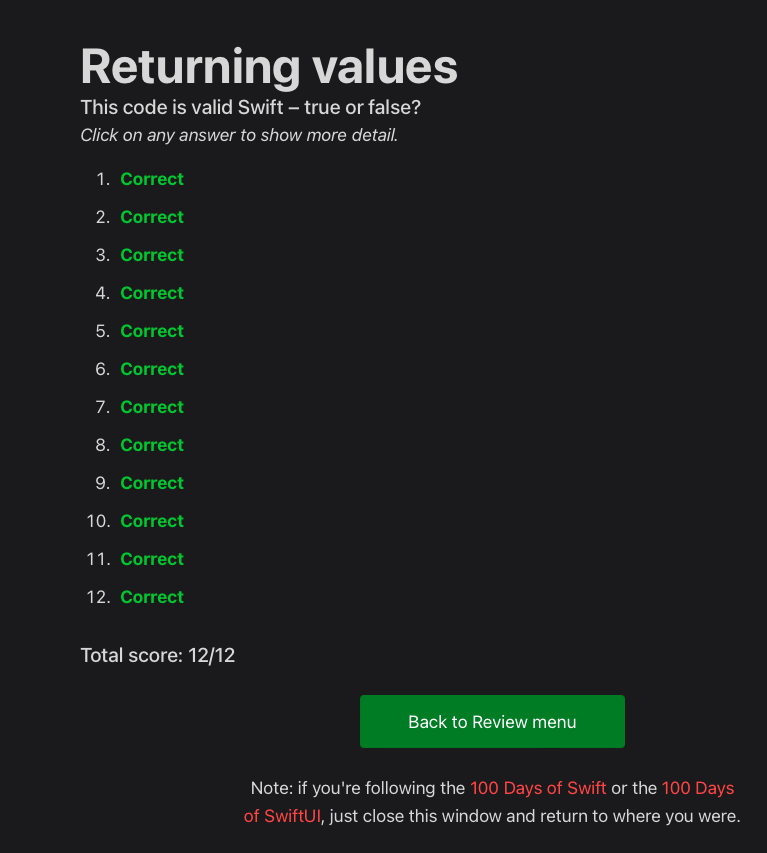 Returning values
This code is valid Swift – true or false?
Click on any answer to show more detail.
1. Correct
2. Correct
3. Correct
4. Correct
5. Correct
6. Correct
7. Correct
8. Correct
9. Correct
10. Correct
11. Correct
12. Correct
Total score: 12/12
Back to Review menu
Note: if you're following the 100 Days of Swift or the 100 Days
of SwiftUI, just close this window and return to where you were.